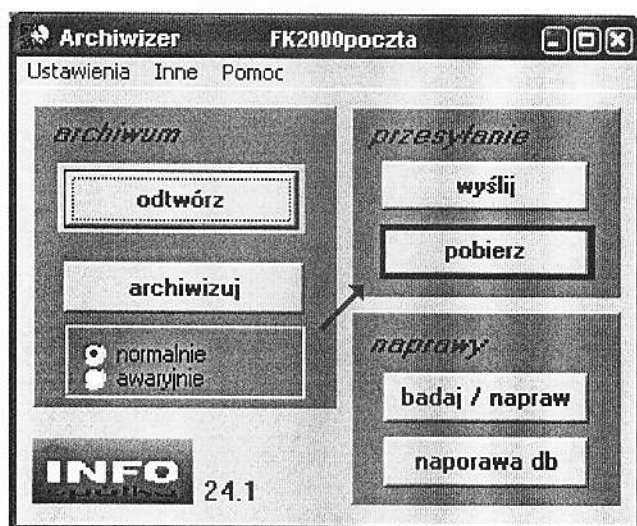 Archiwizer FK2000poczta
Ustawienia Inne Pomoc
archiwum
odtwórz
archiwizuj
normalnie
awaryjnie
INFO
24.1
przesyłanie
wyślij
pobierz
naprawy
badaj / napraw
naporawa db